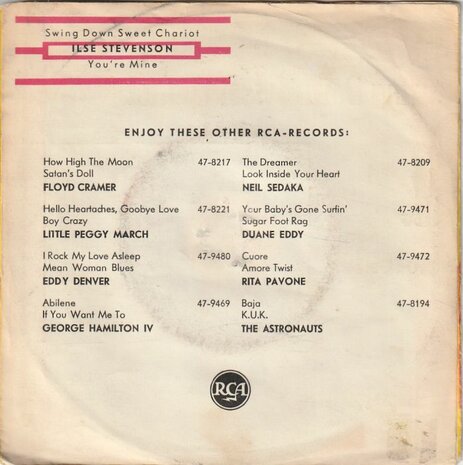 Swing Down Sweet Chariot
ILSE STEVENSON
You're Mine
ENJOY THESE OTHER RCA-RECORDS:
How High The Moon 47-8217
Satan's Doll
FLOYD CRAMER
Hello Heartaches, Goobye Love 47-8221
Boy Crazy
LITTLE PEGGY MARCH
I Rock My Love Asleep 47-9480
Mean Woman Blues
EDDY DENVER
Abilene 47-9469
If You Want Me To
GEORGE HAMILTON IV
The Dreamer 47-8209
Look Inside Your Heart
NEIL SEDAKA
Your Baby's Gone Surfin' 47-9471
Sugar Foot Rag
DUANE EDDY
Cuore 47-9472
Amore Twist
RITA PAVONE
Baja 47-8194
K.U.K.
THE ASTRONAUTS
RCA